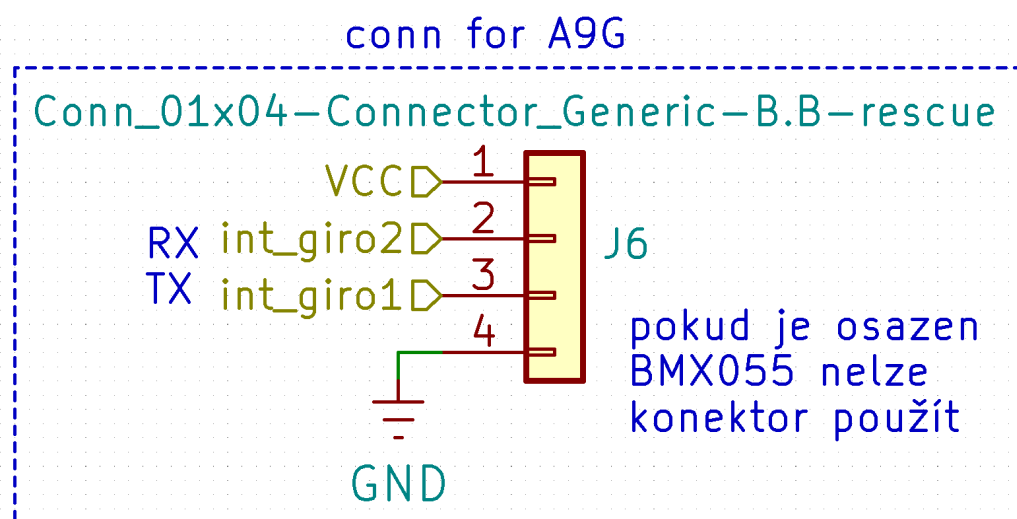 conn for A9G
Conn_01x04-Connector_Generic-B.B-rescue
VCC 1
RX int_giro2 2
J6
TX int_giro1 3
4
pokud je osazen
BMX055 nelze
konektor použít
GND